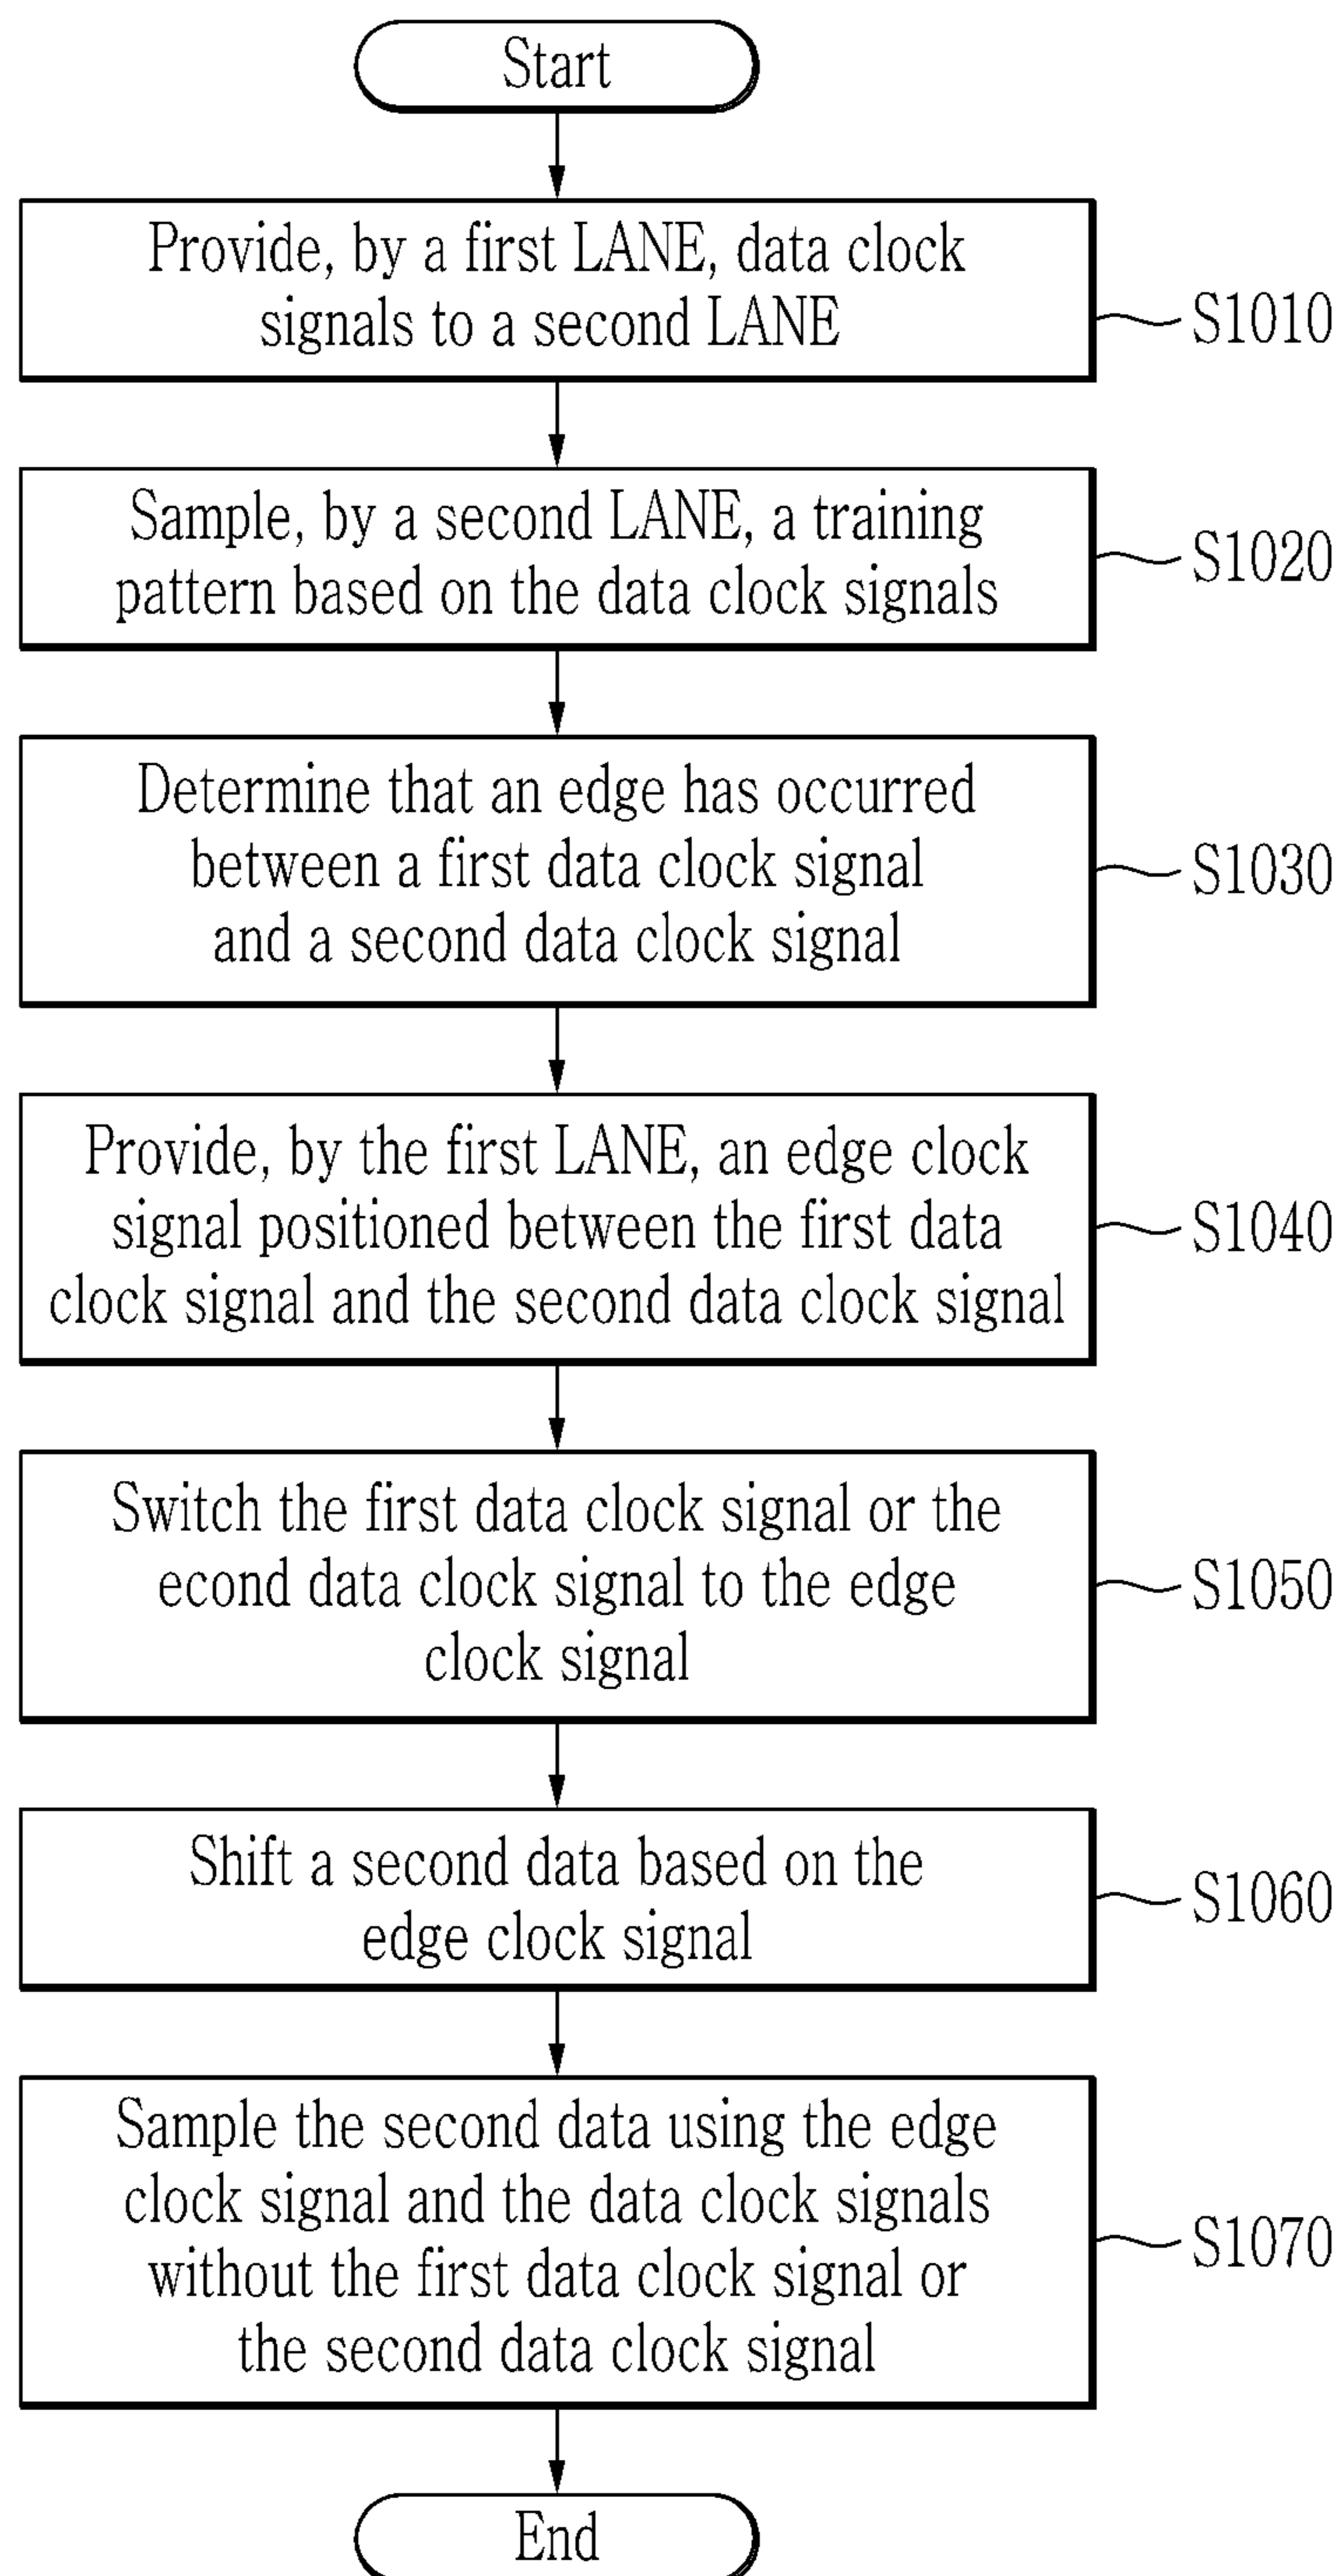 Start
Provide, by a first LANE, data clock
signals to a second LANE
S1010
Sample, by a second LANE, a training
pattern based on the data clock signals
S1020
Determine that an edge has occurred
between a first data clock signal
and a second data clock signal
S1030
Provide, by the first LANE, an edge clock
signal positioned between the first data
clock signal and the second data clock signal
S1040
Switch the first data clock signal or the
econd data clock signal to the edge
clock signal
S1050
Shift a second data based on the
edge clock signal
S1060
Sample the second data using the edge
clock signal and the data clock signals
without the first data clock signal or
the second data clock signal
S1070
End